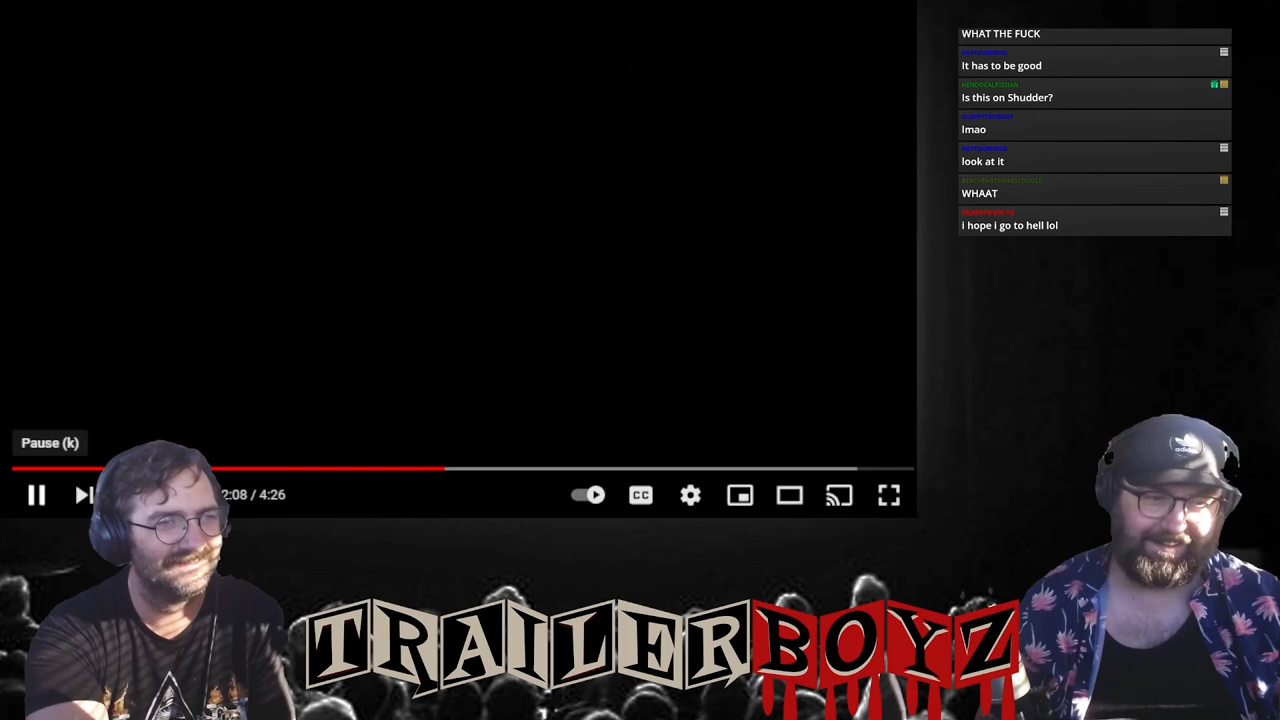 WHAT THE FUCK
It has to be good
Is this on Shudder?
lmao
look at it
WHAAT
i hope I go to hell lol
Pause (k)
2:08 / 4:26
CC
adidas
TRAILERBOYZ